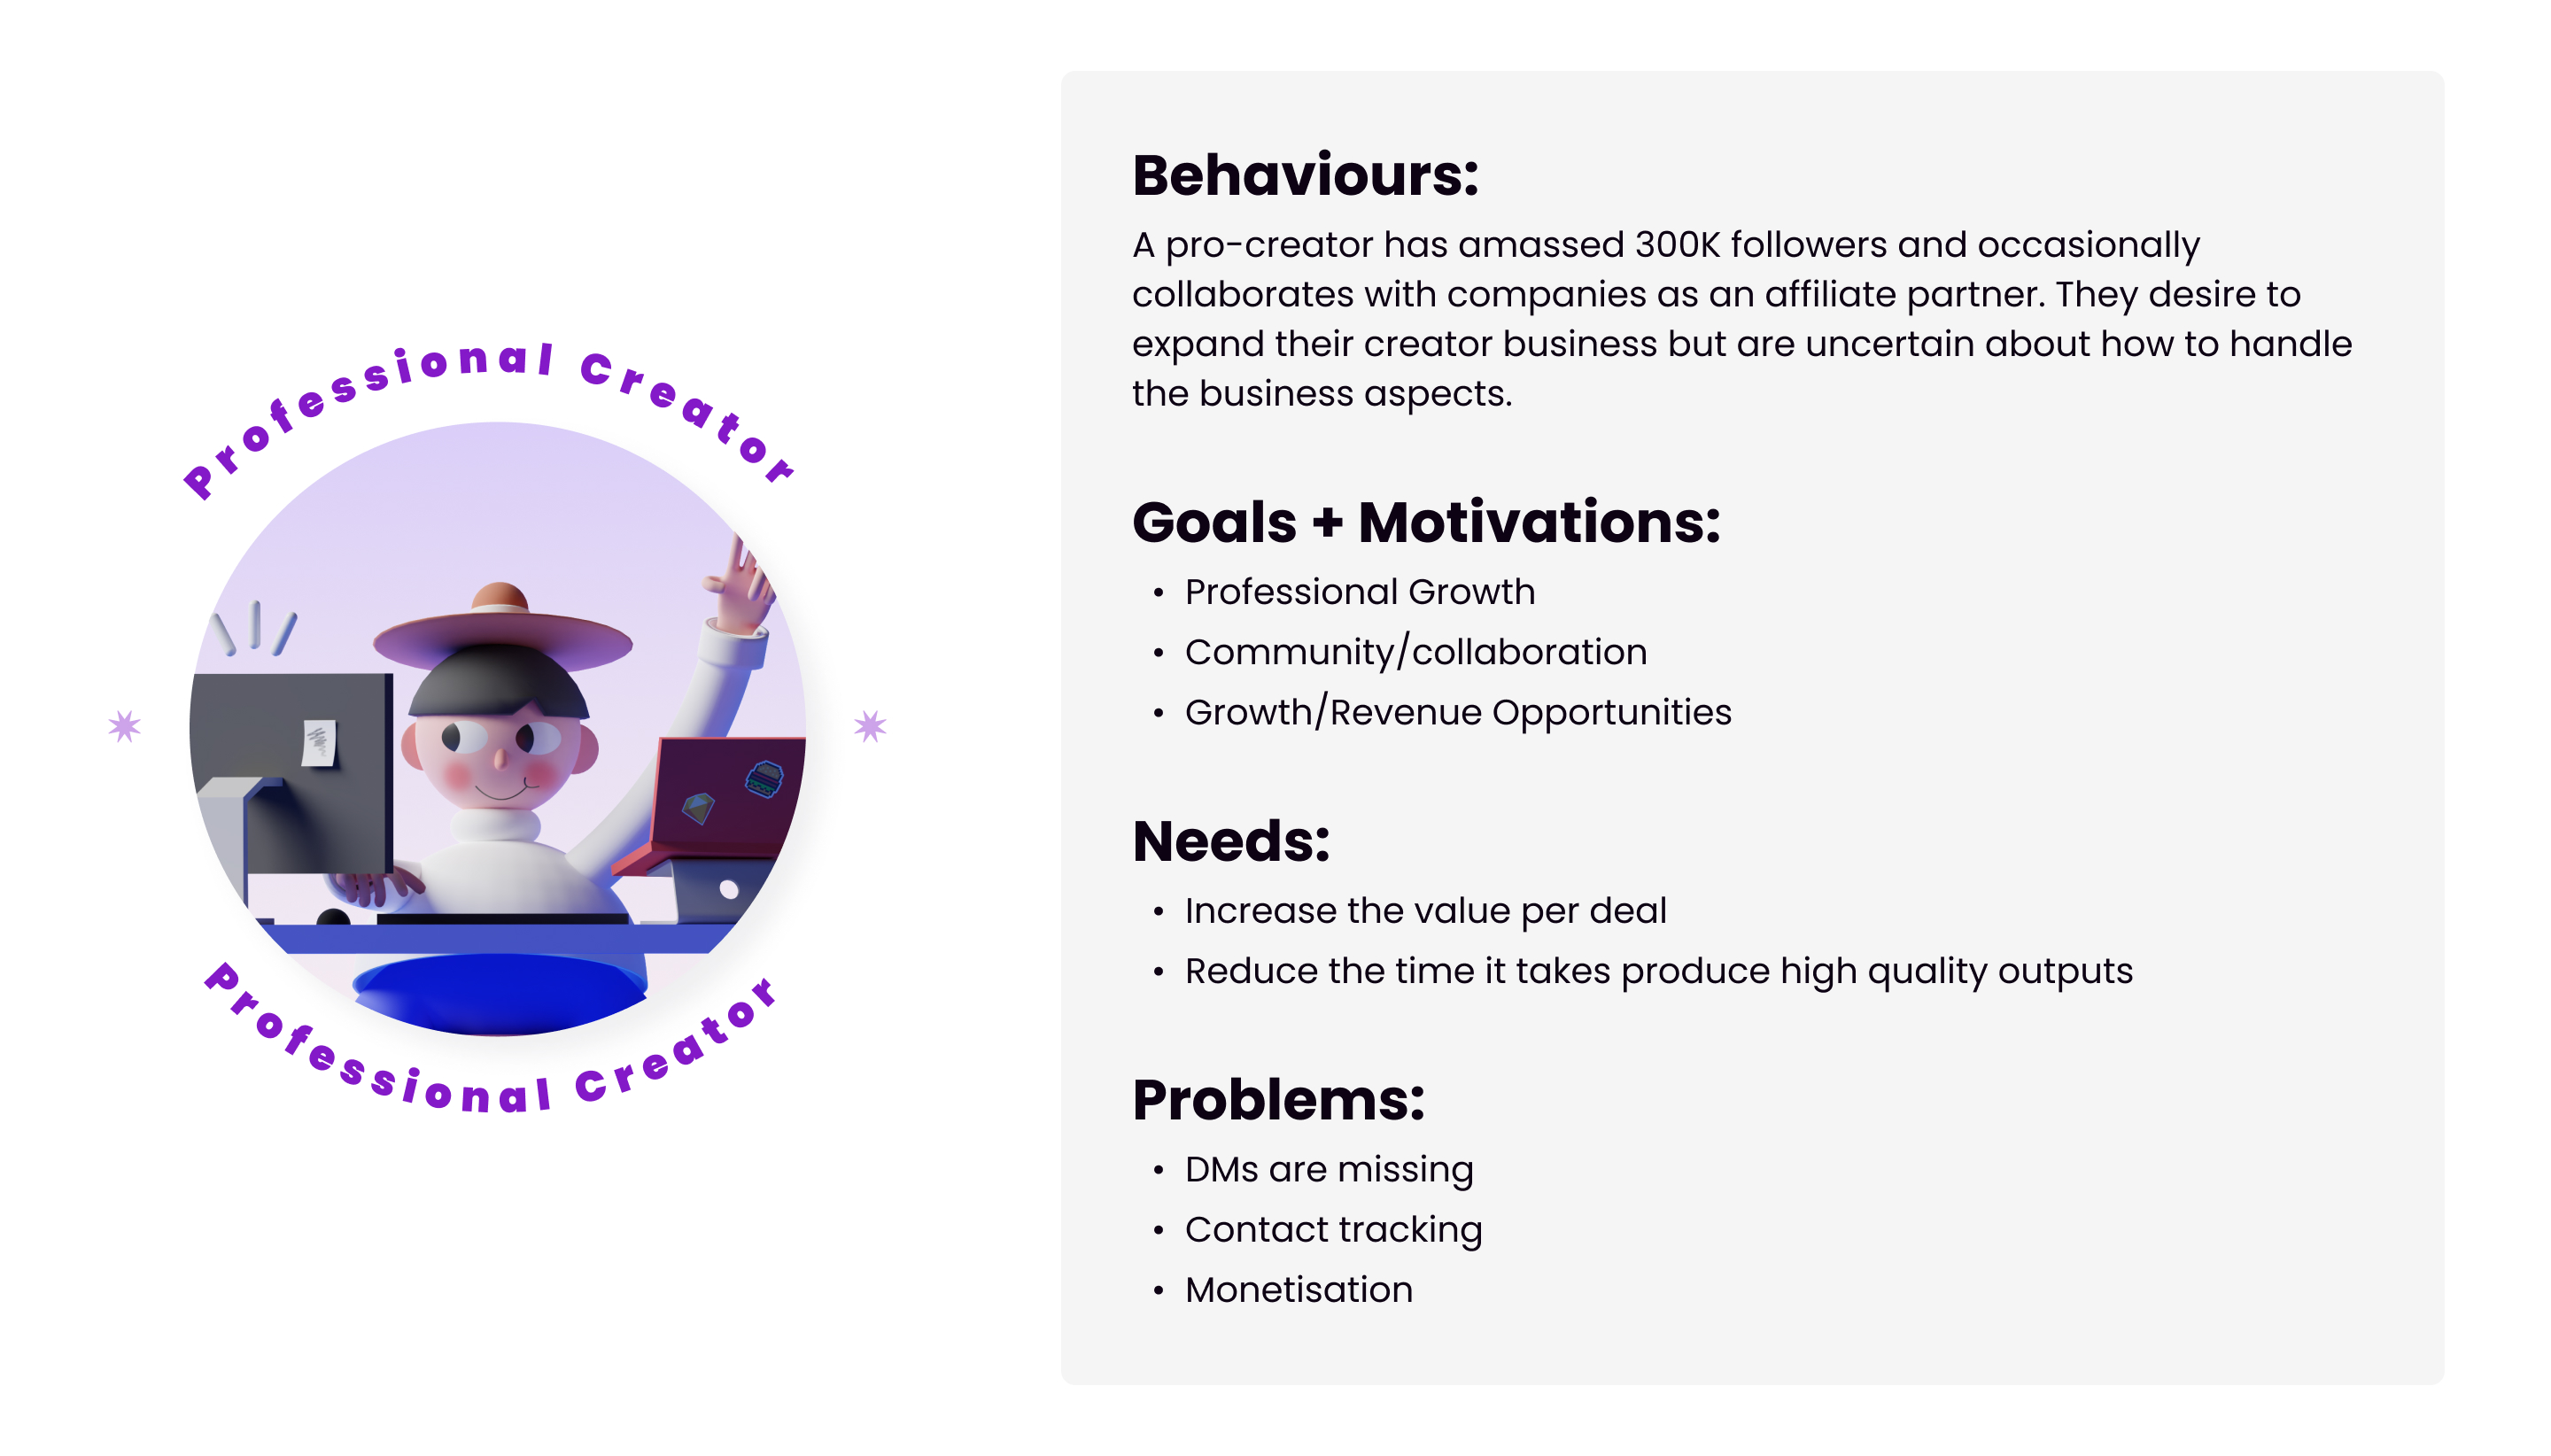 Professional Creator
Professional Creator
Behaviours:
A pro-creator has amassed 300K followers and occasionally
collaborates with companies as an affiliate partner. They desire to
expand their creator business but are uncertain about how to handle
the business aspects.
Goals + Motivations:
• Professional Growth
• Community/collaboration
• Growth/Revenue Opportunities
Needs:
• Increase the value per deal
• Reduce the time it takes produce high quality outputs
Problems:
• DMs are missing
• Contact tracking
• Monetisation